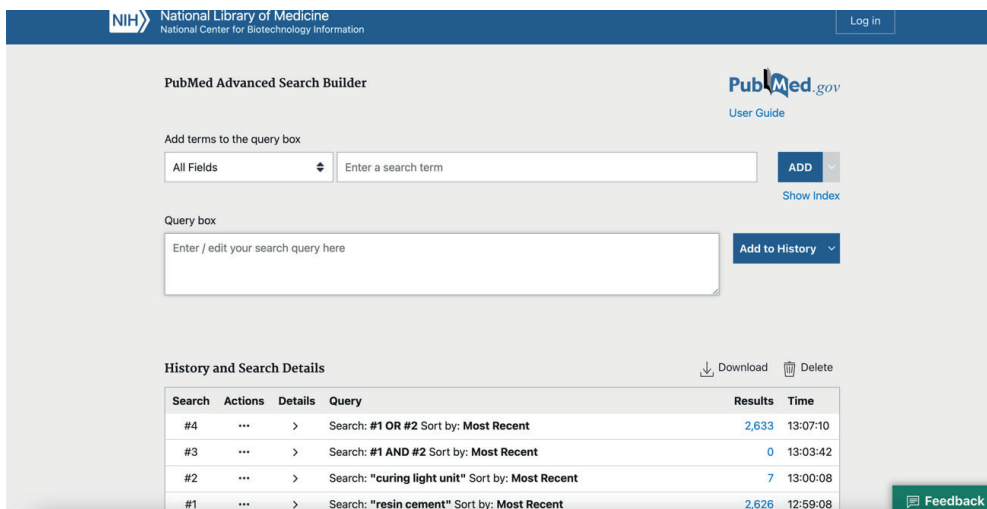 NIH National Library of Medicine
National Center for Biotechnology Information
Log in
PubMed Advanced Search Builder
PubMed.gov
User Guide
Add terms to the query box
All Fields
Enter a search term
ADD
Show Index
Query box
Enter / edit your search query here
Add to History
History and Search Details
Download
Delete
Search Actions Details Query Results Time
#4 ••• > Search: #1 OR #2 Sort by: Most Recent 2,633 13:07:10
#3 ••• > Search: #1 AND #2 Sort by: Most Recent 0 13:03:42
#2 ••• > Search: "curing light unit" Sort by: Most Recent 7 13:00:08
#1 ••• > Search: "resin cement" Sort by: Most Recent 2,626 12:59:08
Feedback